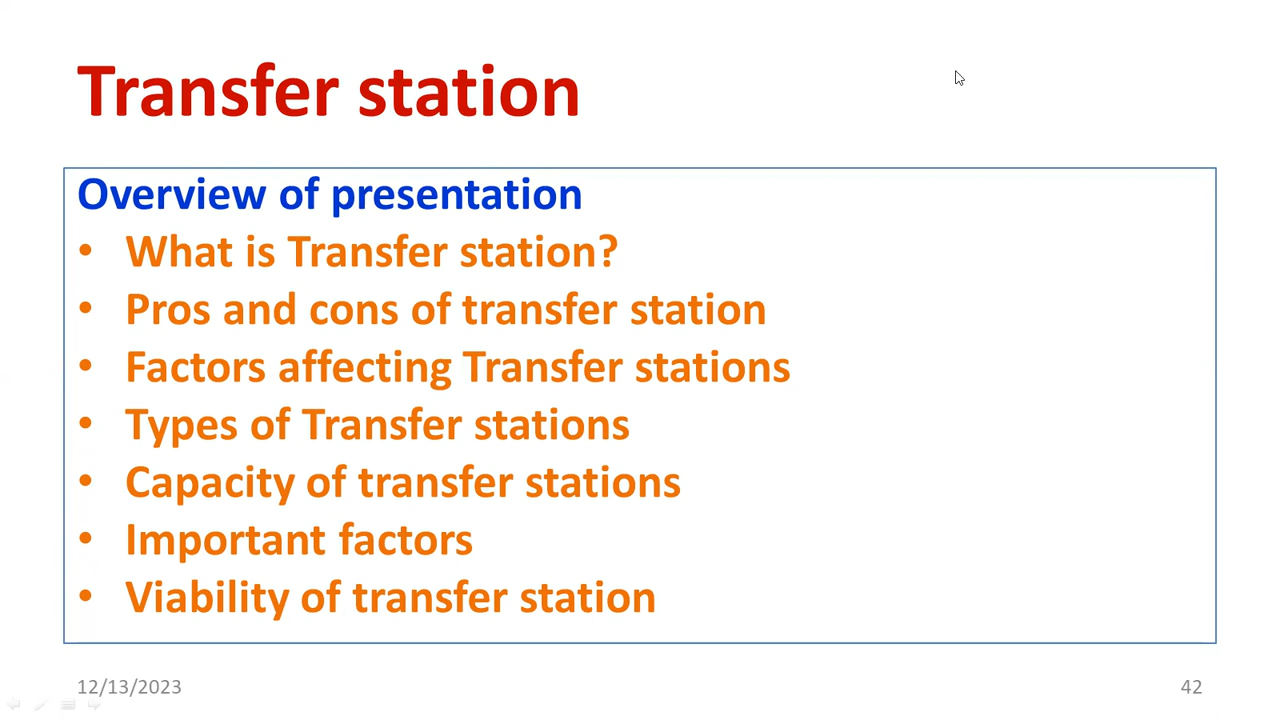 Transfer station
Overview of presentation
• What is Transfer station?
• Pros and cons of transfer station
• Factors affecting Transfer stations
• Types of Transfer stations
• Capacity of transfer stations
• Important factors
• Viability of transfer station
12/13/2023
42